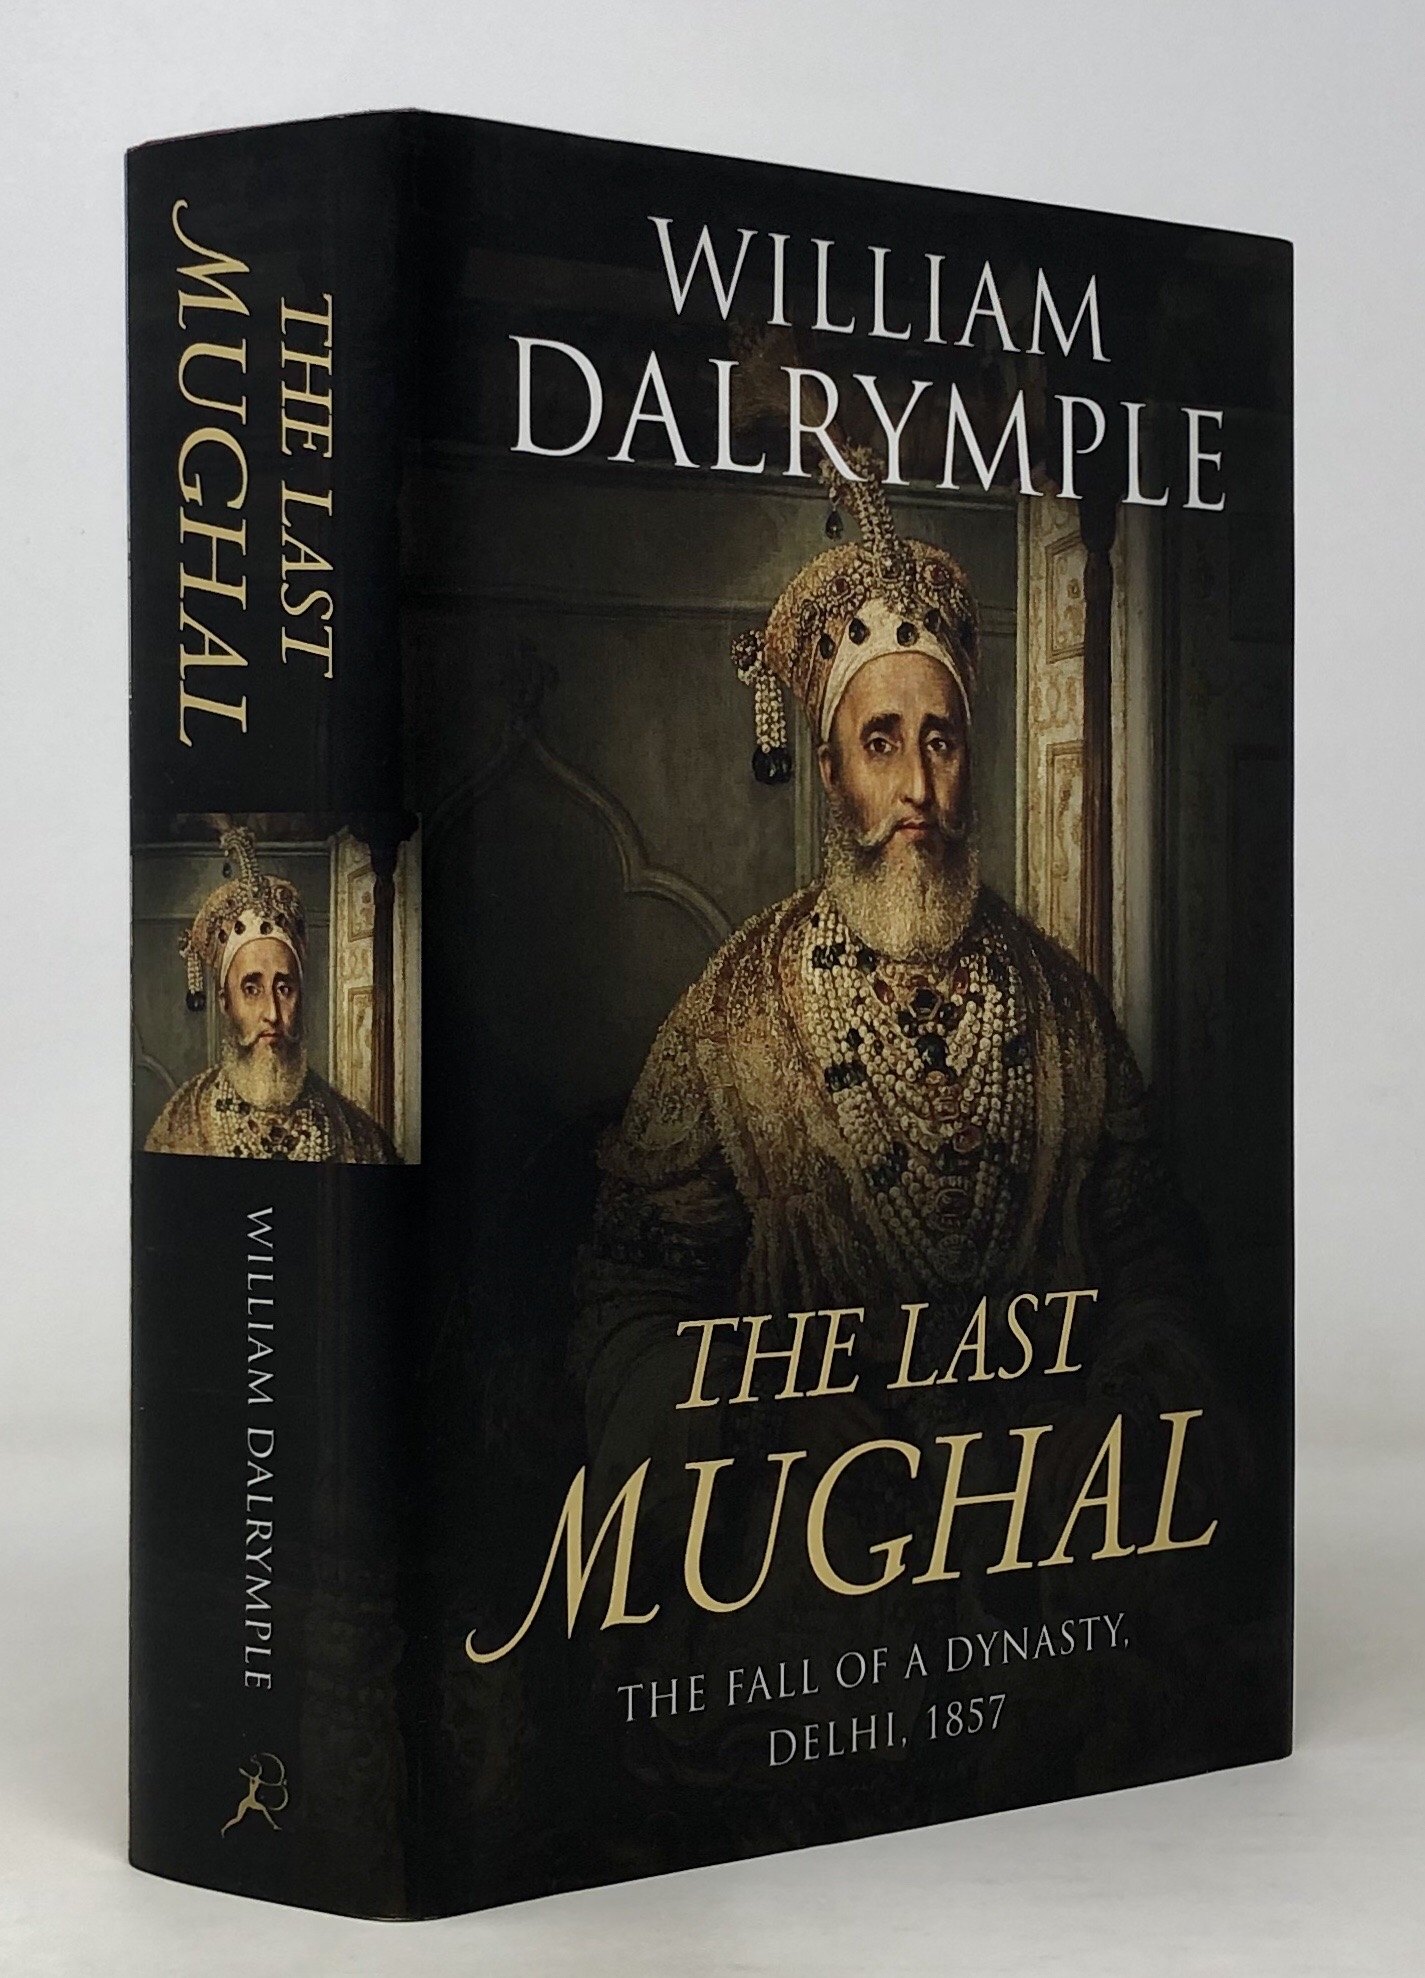 THE LAST
MUGHAL
WILLIAM DALRYMPLE
WILLIAM
DALRYMPLE
THE LAST
MUGHAL
THE FALL OF A DYNASTY,
DELHI, 1857